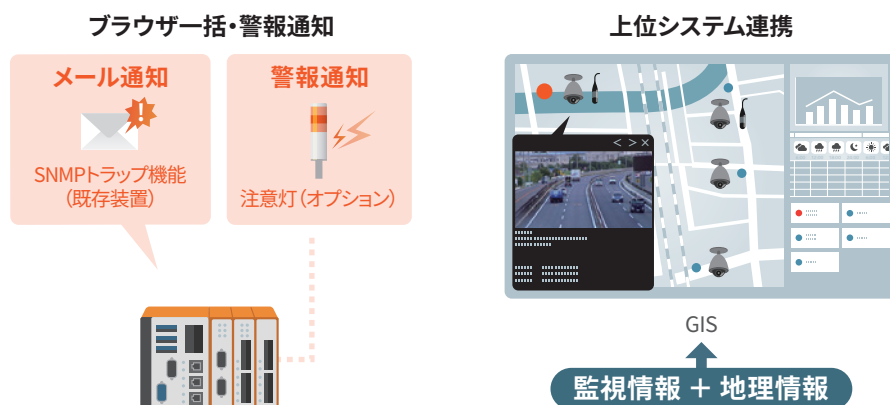 ブラウザ一括・警報通知
メール通知
SNMPトラップ機能
(既存装置)
警報通知
注意灯(オプション)
上位システム連携
GIS
監視情報 + 地理情報